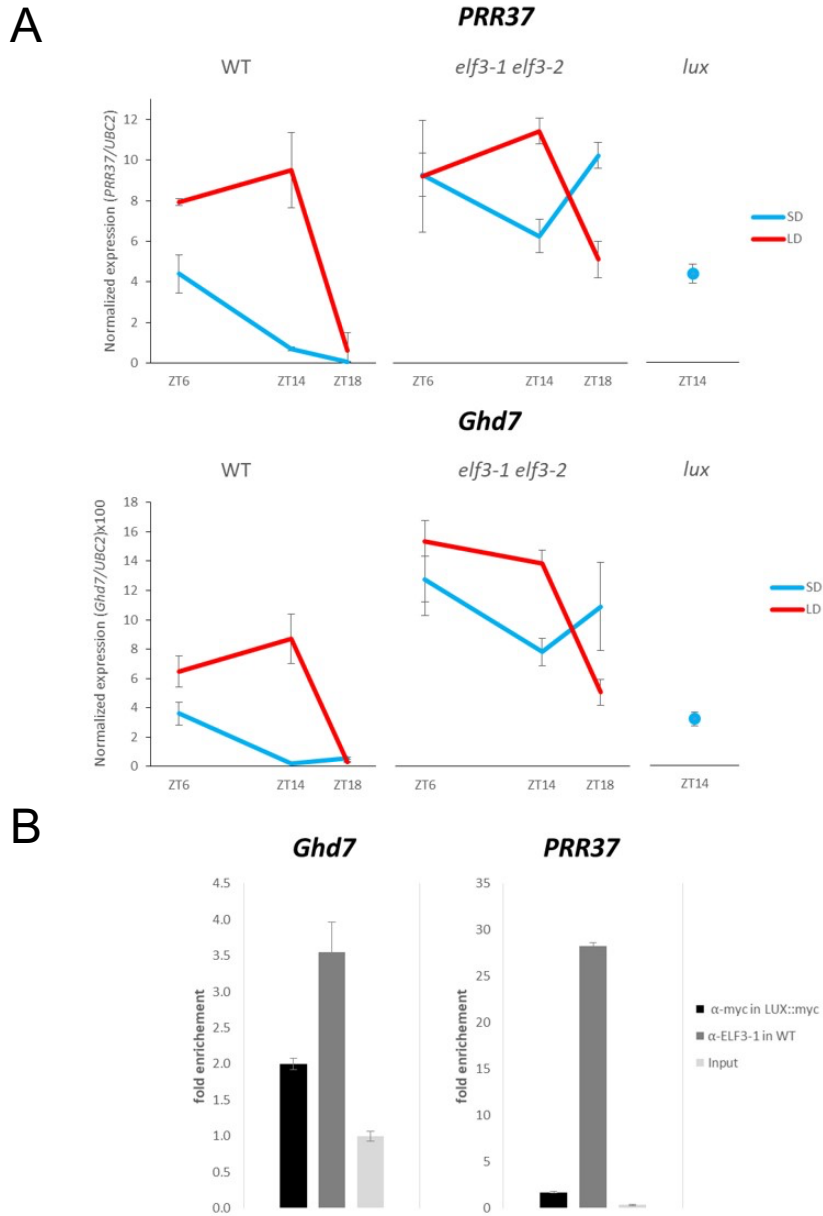 A
PRR37
WT
elf3-1 elf3-2
lux
Normalized expression (PRR37/UBC2)
12
10
8
6
4
2
0
ZT6
ZT14
ZT18
ZT6
ZT14
ZT18
ZT14
SD
LD
Ghd7
WT
elf3-1 elf3-2
lux
Normalized expression (Ghd7/UBC2)x100
18
16
14
12
10
8
6
4
2
0
ZT6
ZT14
ZT18
ZT6
ZT14
ZT18
ZT14
SD
LD
B
Ghd7
fold enrichement
4.5
4.0
3.5
3.0
2.5
2.0
1.5
1.0
0.5
0.0
PRR37
fold enrichement
35
30
25
20
15
10
5
0
α-myc in LUX::myc
α-ELF3-1 in WT
Input